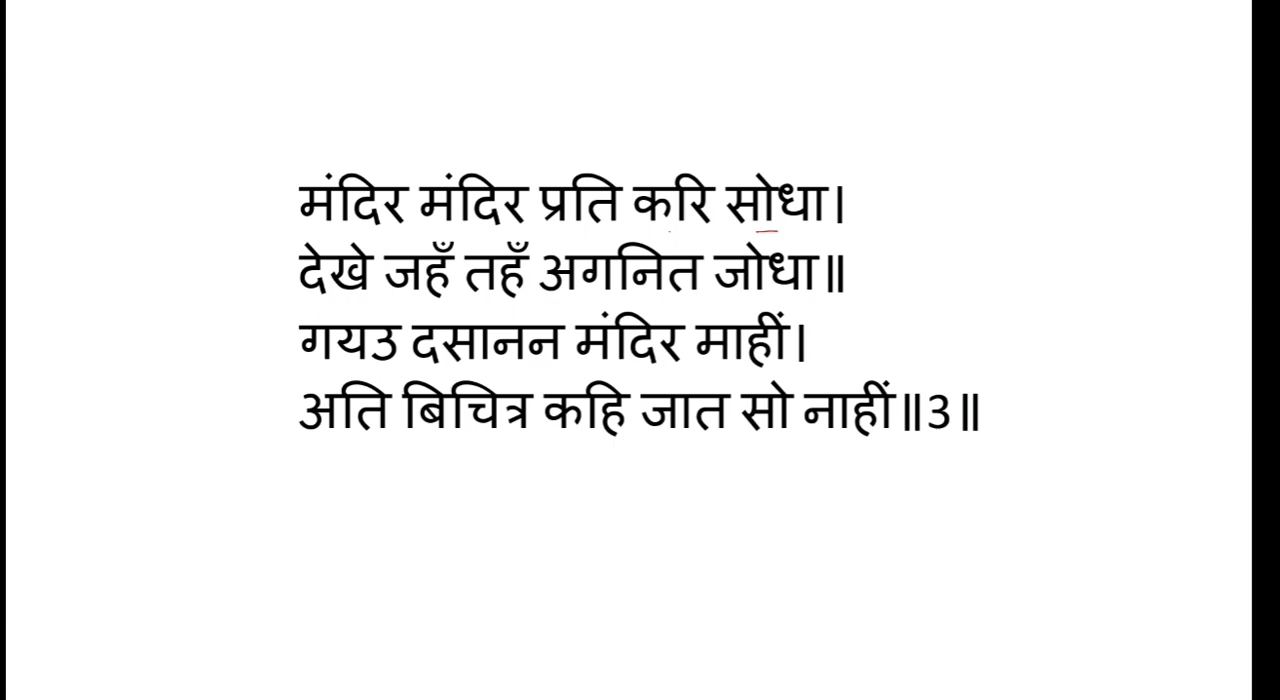 मंदिर मंदिर प्रति करि सोधा।
देखे जहँ तहँ अगनित जोधा॥
गयउ दसानन मंदिर माहीं।
अति बिचित्र कहि जात सो नाहीं॥3॥